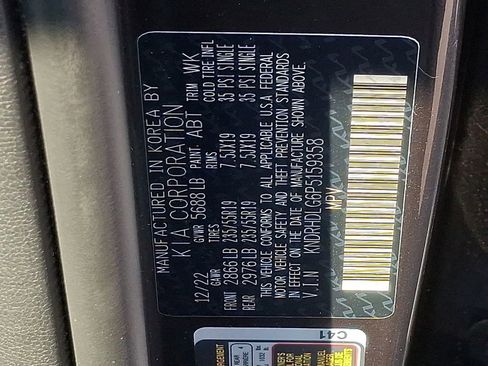 MANUFACTURED IN KOREA BY
KIA CORPORATION
12/22 GVWR 5688LB PAINT ABT TRIM WK
GAWR TIRES RIMS COLD TIRE INFL
FRONT 2866LB 235/55R19 7.5JX19 35 PSI SINGLE
REAR 2976LB 235/55R19 7.5JX19 35 PSI SINGLE
THIS VEHICLE CONFORMS TO ALL APPLICABLE U.S.A FEDERAL
MOTOR VEHICLE SAFETY AND THEFT PREVENTION STANDARDS
IN EFFECT ON THE DATE OF MANUFACTURE SHOWN ABOVE.
V.I.N KNDRHDLG6P5159358
MPV
C41
REAR 4